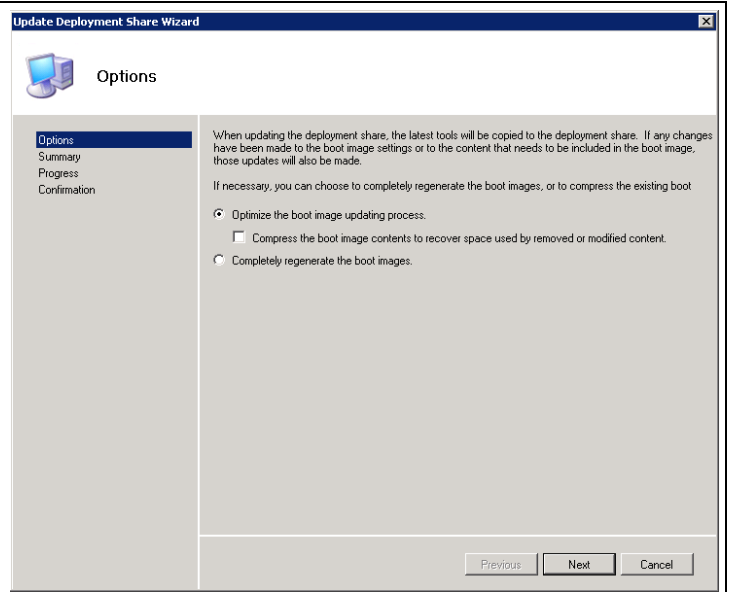 Update Deployment Share Wizard
Options
Options
Summary
Progress
Confirmation
When updating the deployment share, the latest tools will be copied to the deployment share. If any changes
have been made to the boot image settings or to the content that needs to be included in the boot image,
those updates will also be made.
If necessary, you can choose to completely regenerate the boot images, or to compress the existing boot
Optimize the boot image updating process.
Compress the boot image contents to recover space used by removed or modified content.
Completely regenerate the boot images.
Previous
Next
Cancel